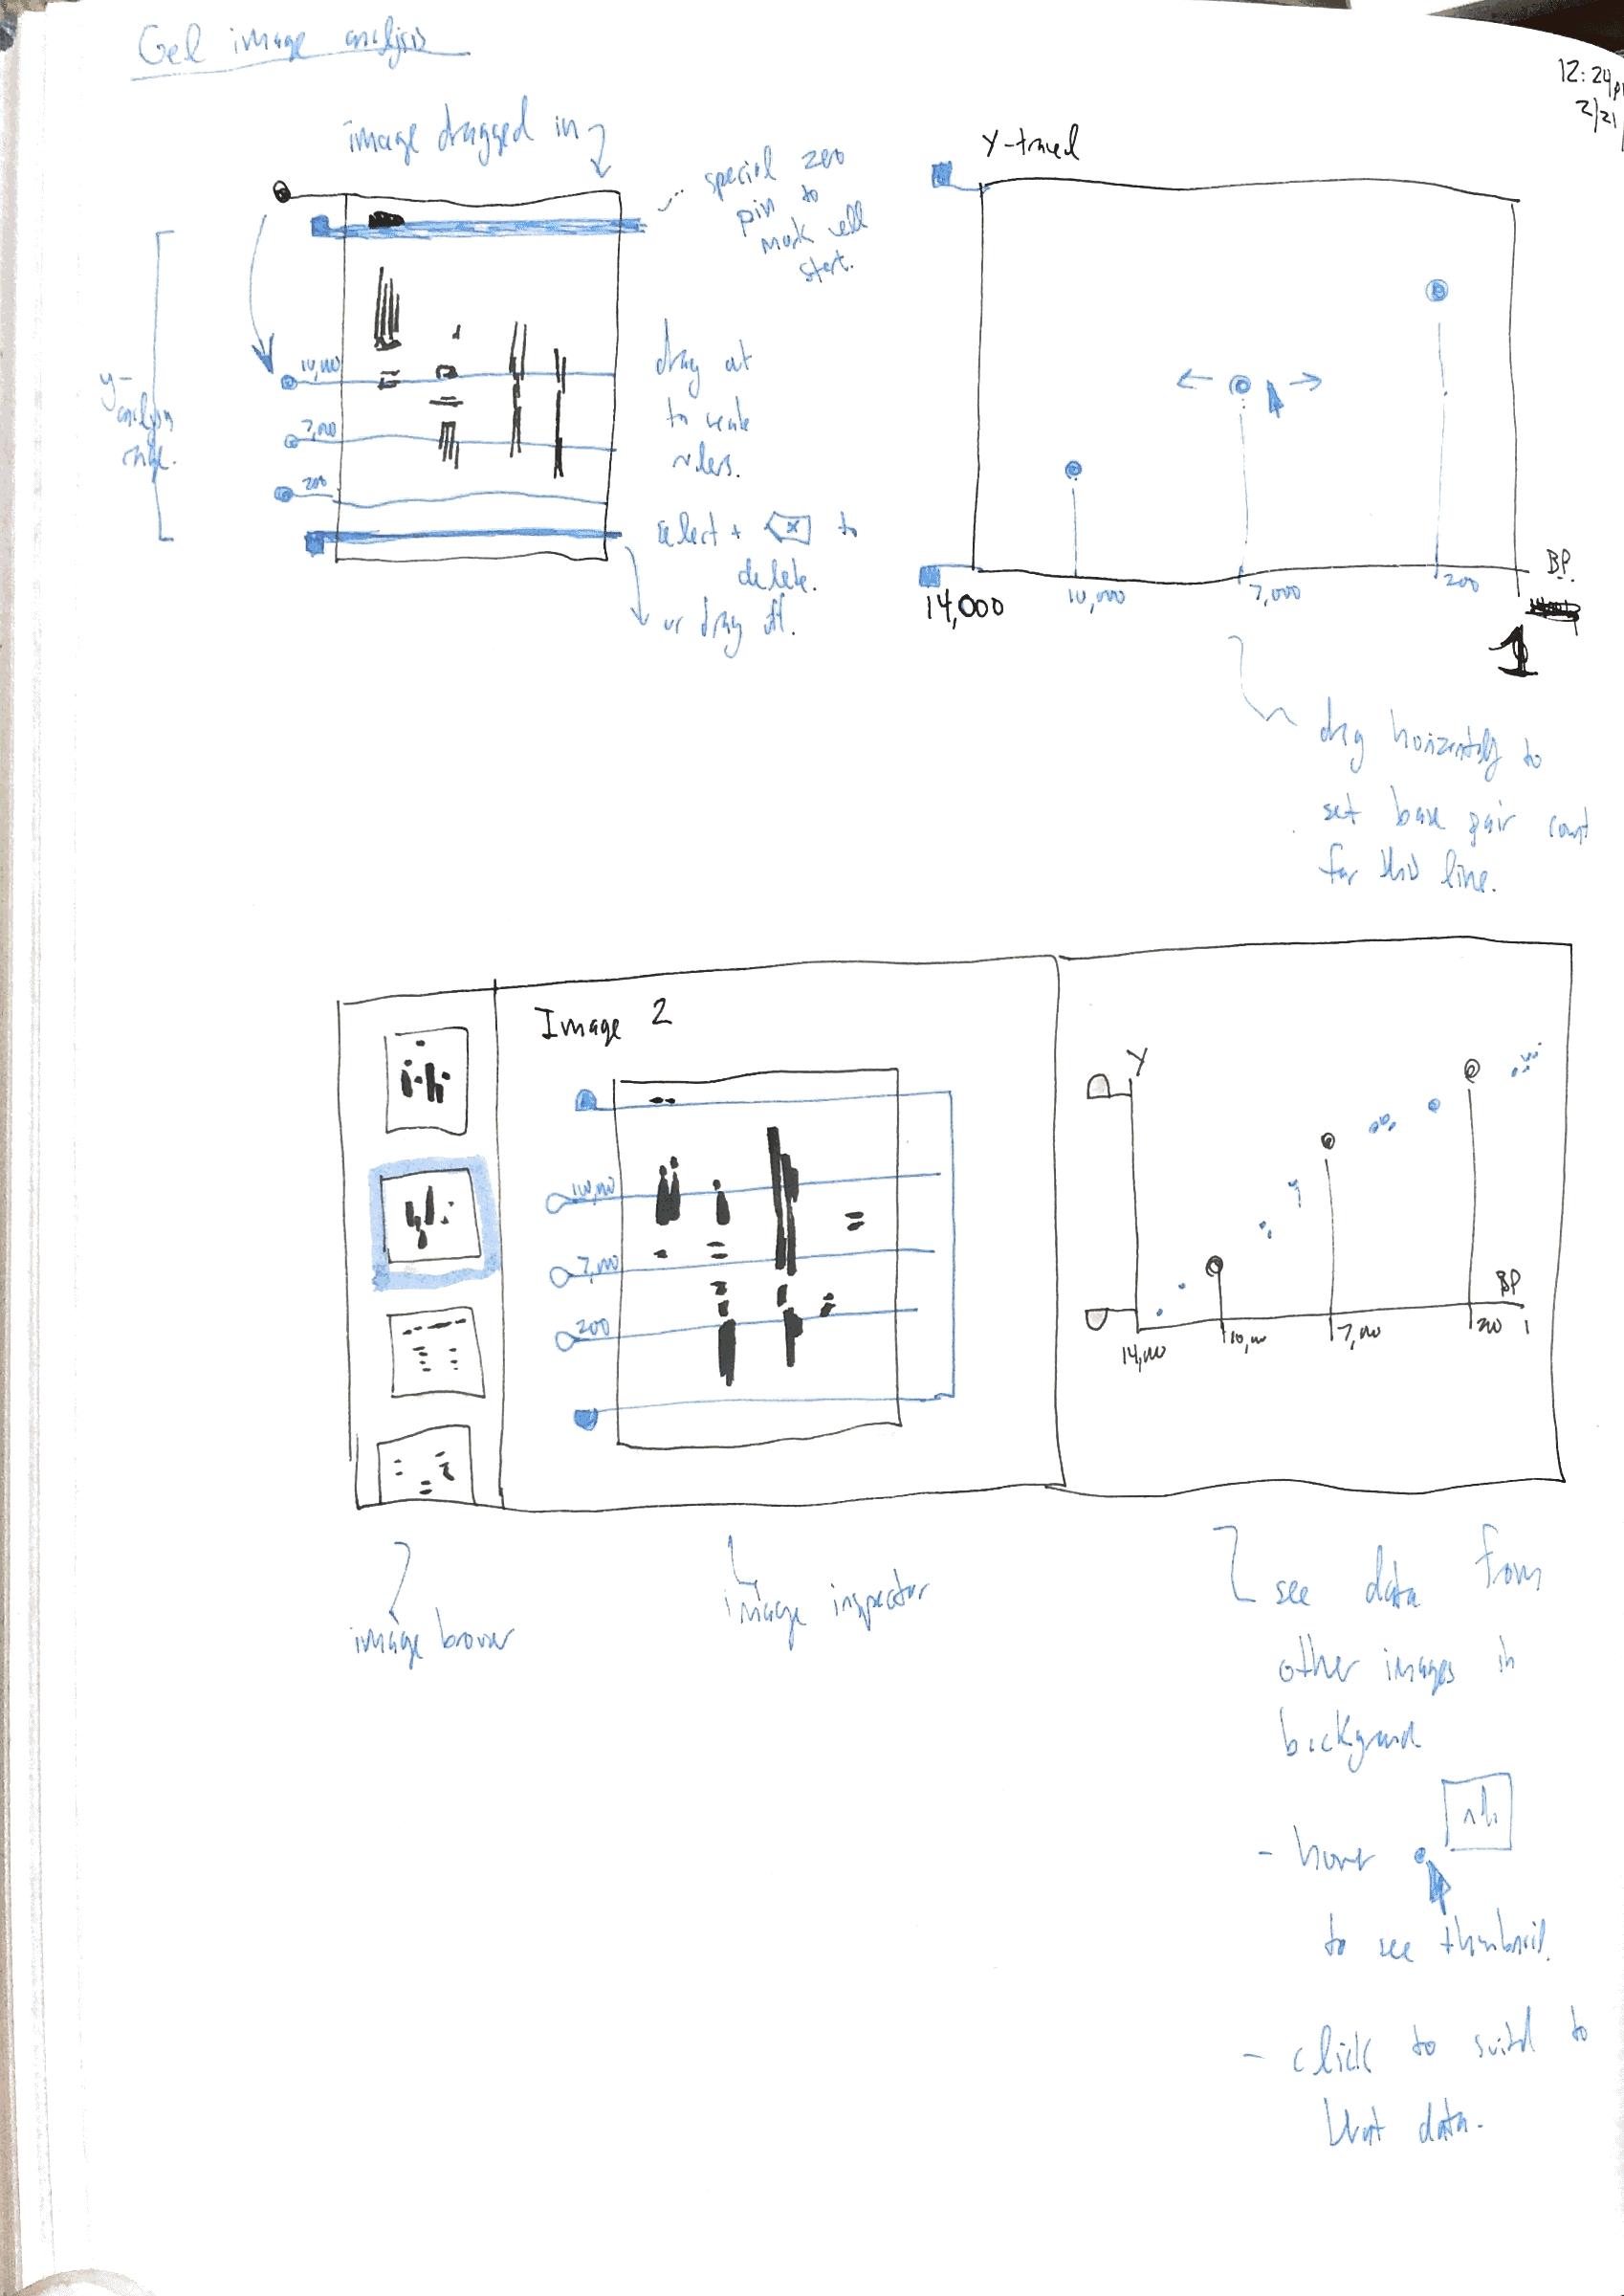 Gel image analysis
12:24p
2/21
image dragged in
special zero
pin to
mark well
start.
y-
analysis
range.
10,000
7,000
200
drag out
to create
rulers.
select + x to
delete.
or drag off.
Y-travel
B.P.
14,000
10,000
7,000
200
1
drag horizontally to
set base pair count
for this line.
Image 2
10,000
7,000
200
Y
BP
14,000
10,000
7,000
200
1
image browser
image inspector
see data from
other images in
background
- hover
to see thumbnail.
- click to switch to
that data.